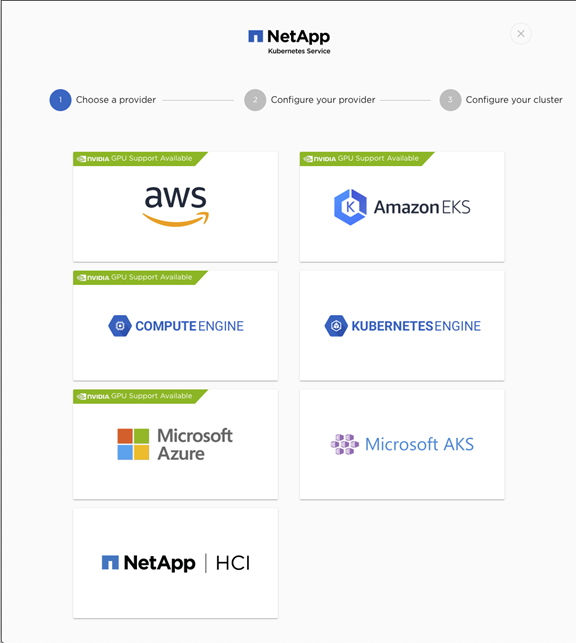 NetApp
Kubernetes Service
1 Choose a provider
2 Configure your provider
3 Configure your cluster
NVIDIA GPU Support Available
aws
NVIDIA GPU Support Available
Amazon EKS
NVIDIA GPU Support Available
COMPUTE ENGINE
KUBERNETES ENGINE
NVIDIA GPU Support Available
Microsoft
Azure
Microsoft AKS
NetApp | HCI